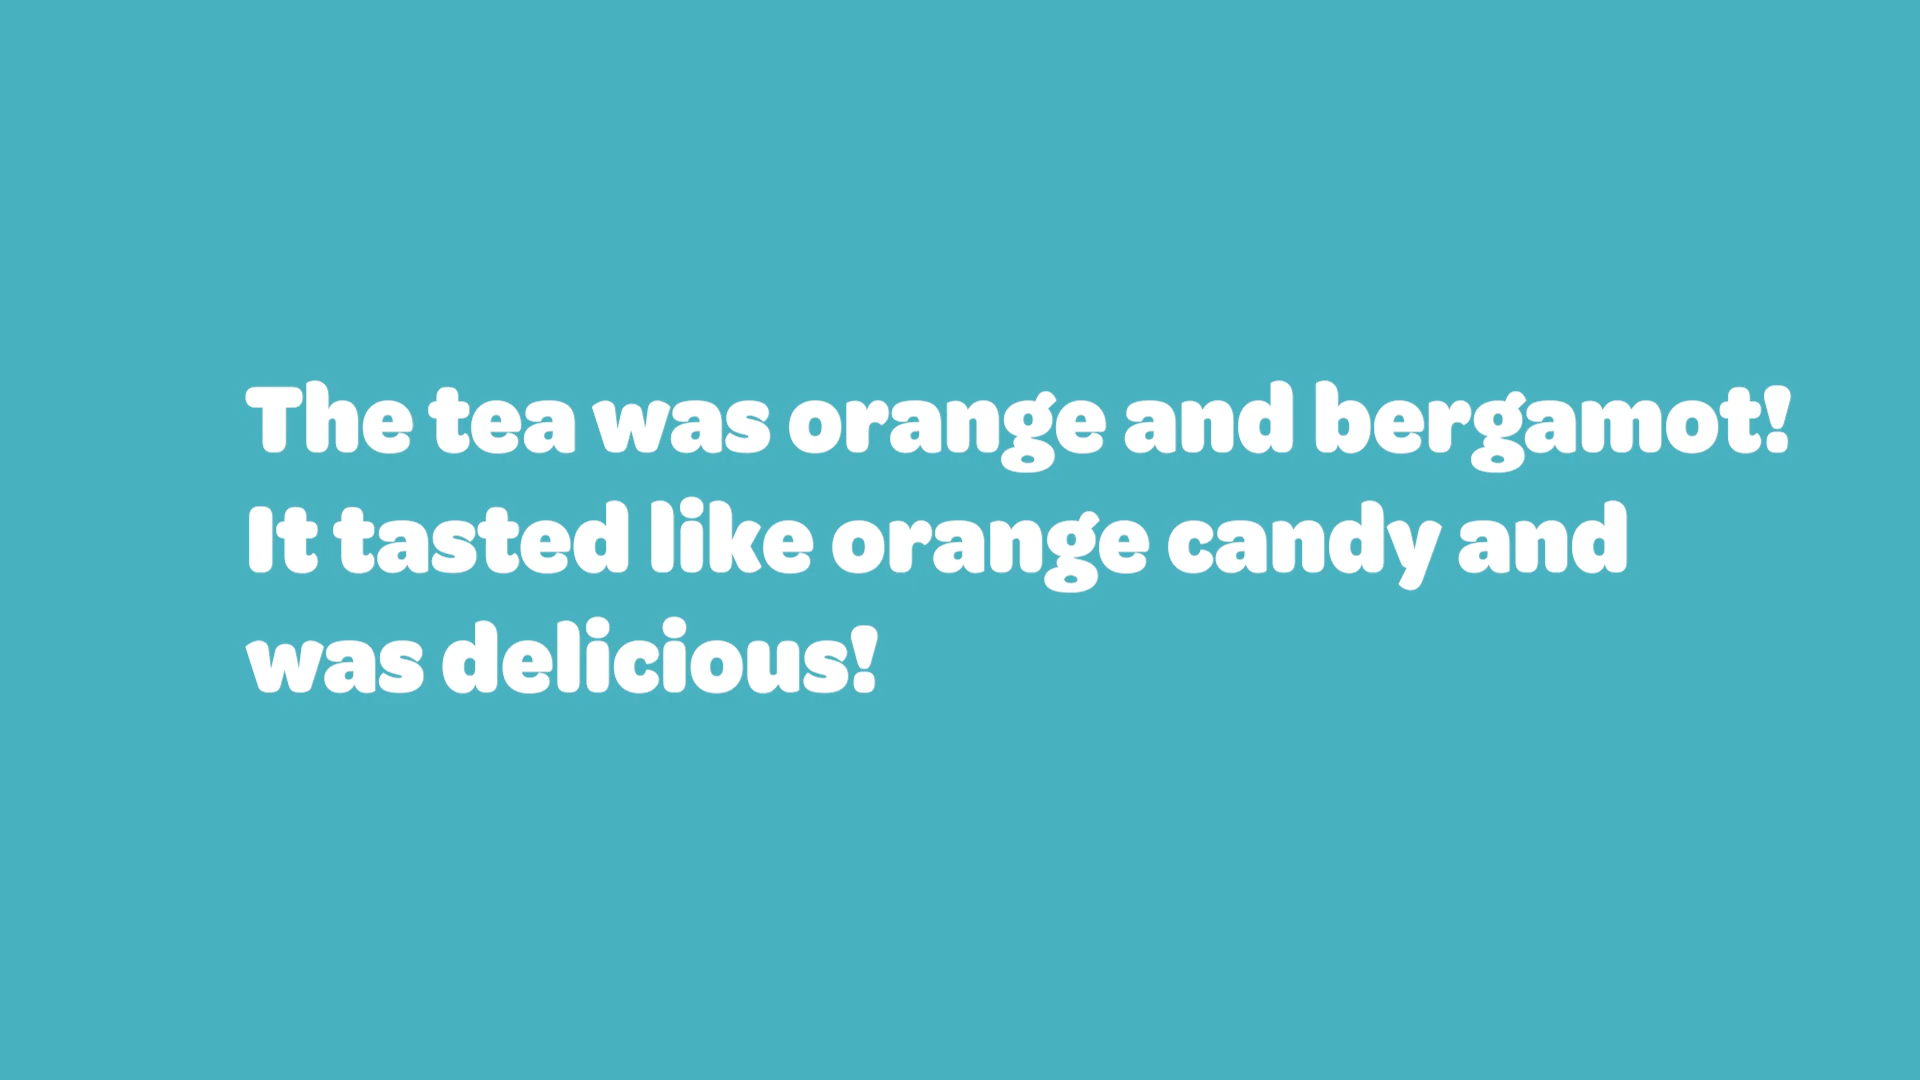 The tea was orange and bergamot!
It tasted like orange candy and
was delicious!